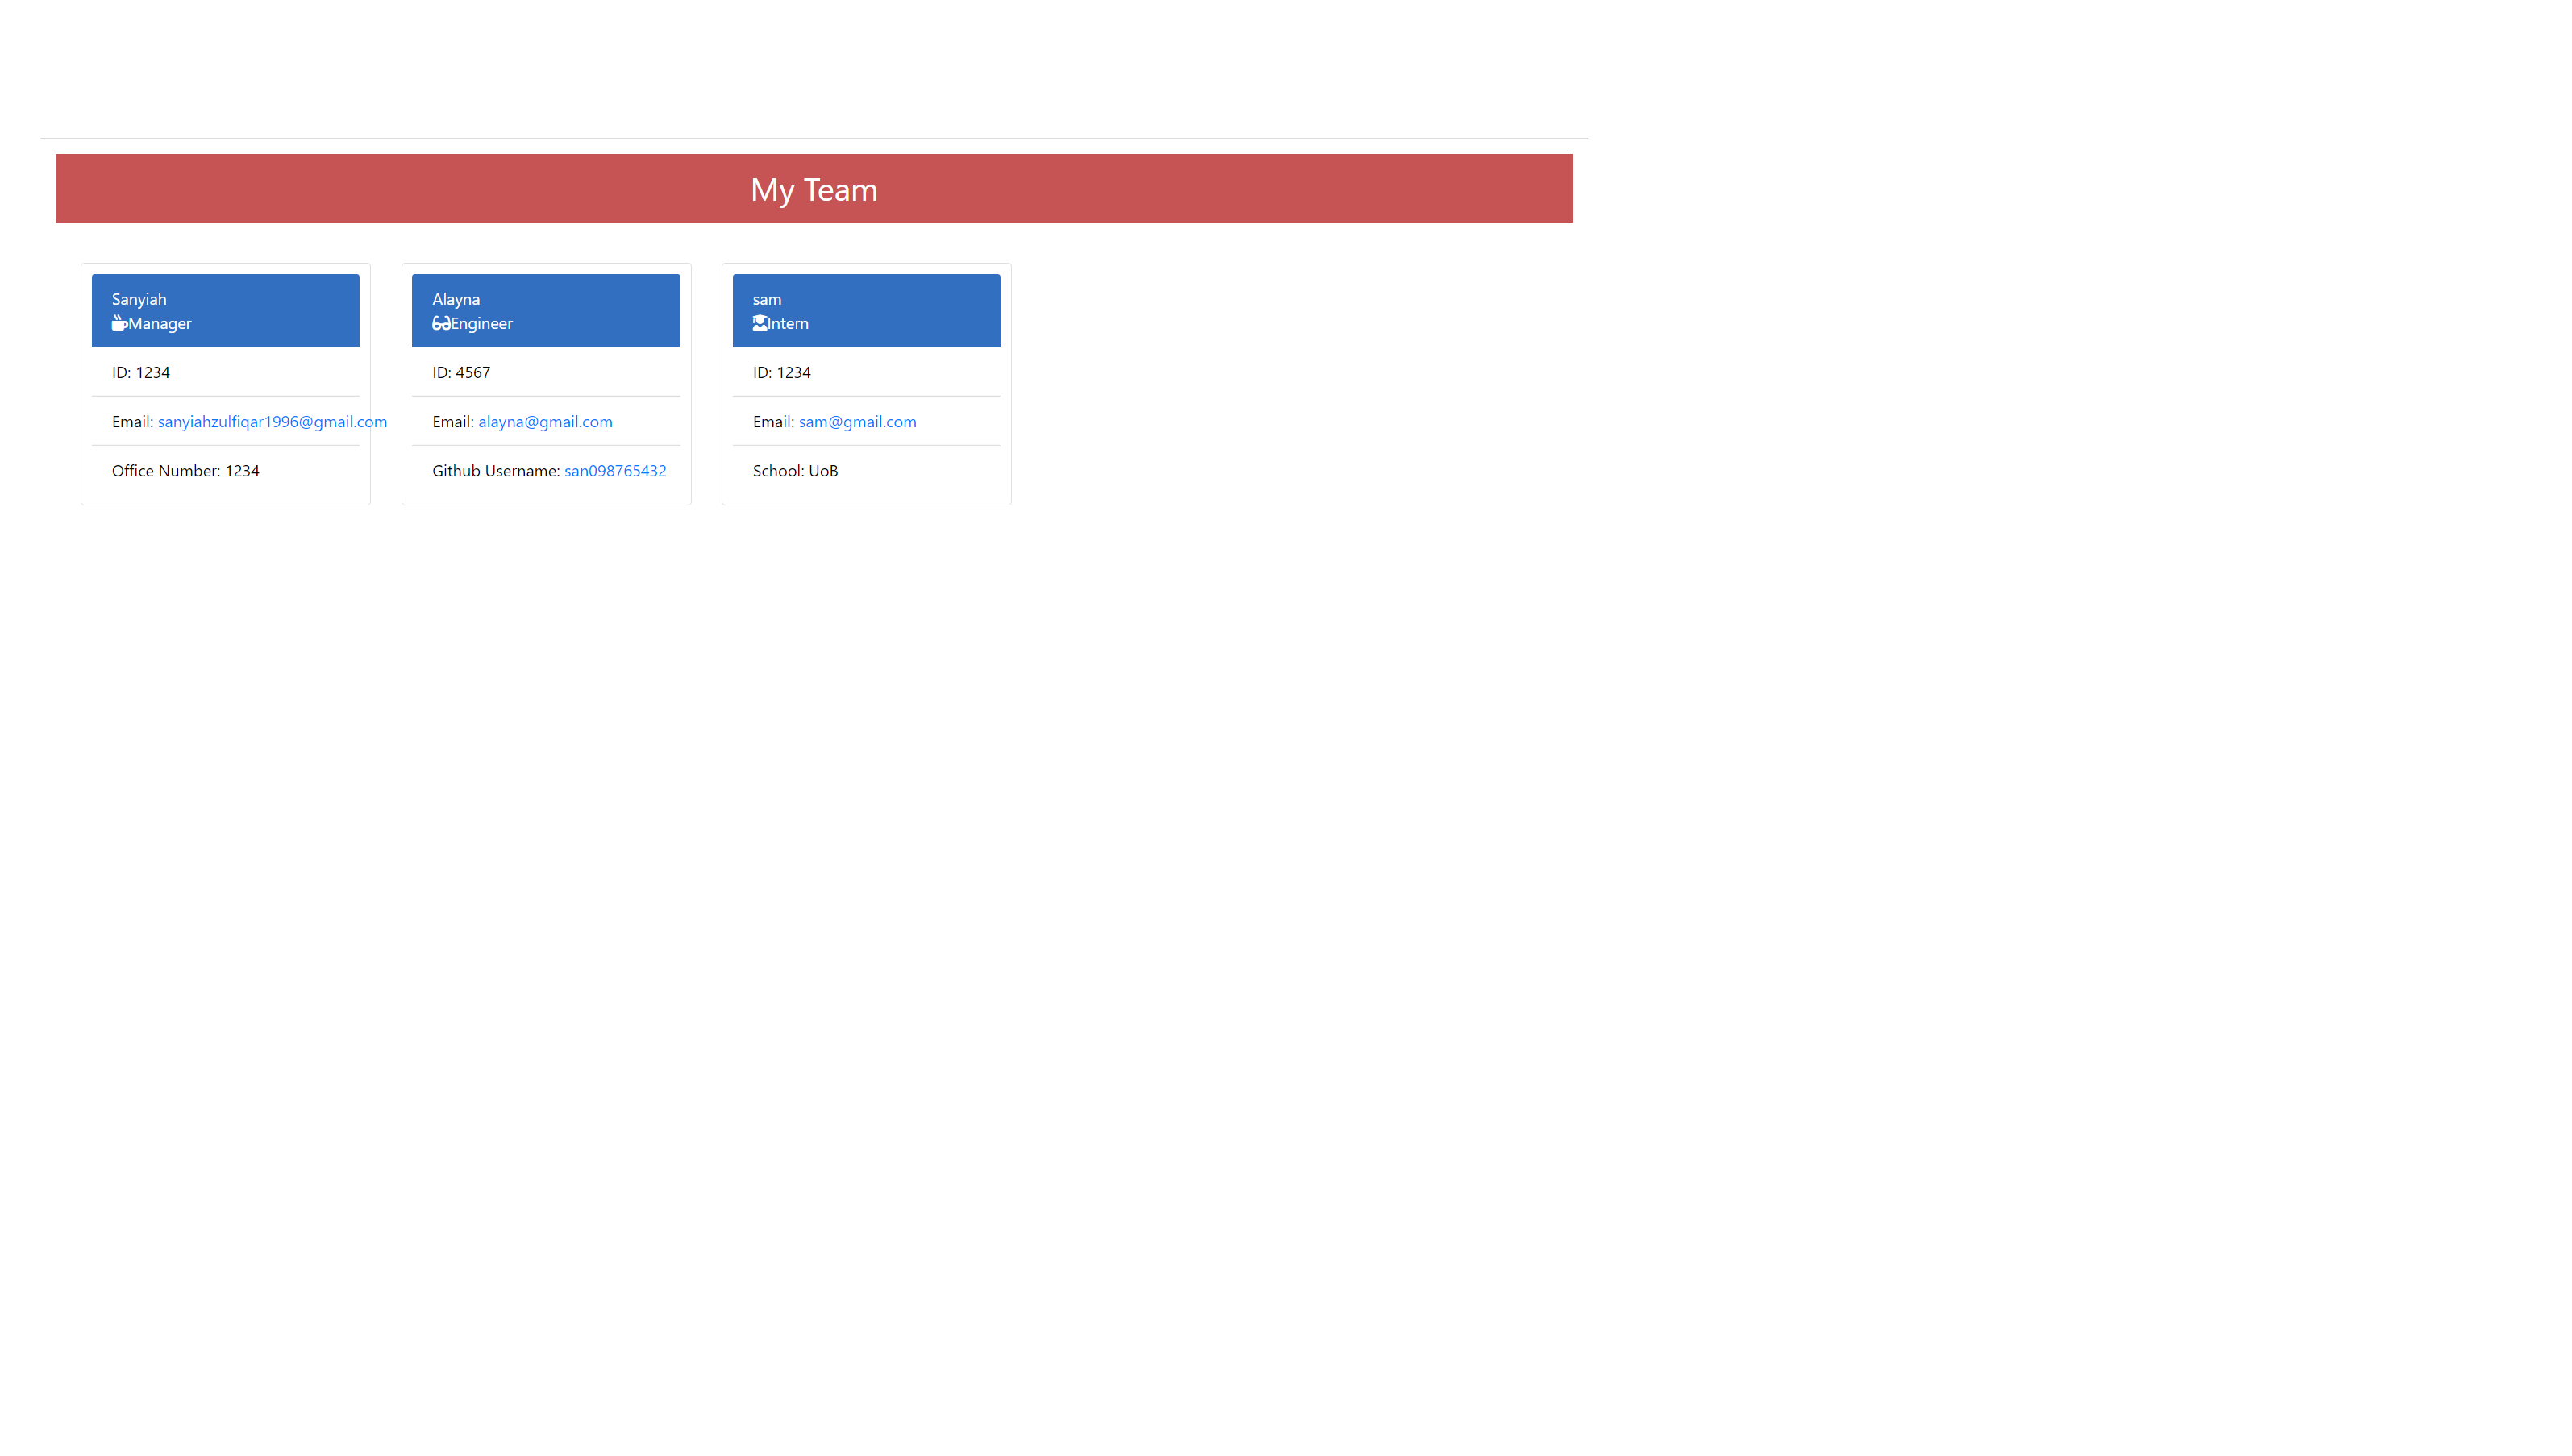 My Team
Sanyiah
Manager
ID: 1234
Email: sanyiahzulfiqar1996@gmail.com
Office Number: 1234
Alayna
Engineer
ID: 4567
Email: alayna@gmail.com
Github Username: san098765432
sam
Intern
ID: 1234
Email: sam@gmail.com
School: UoB